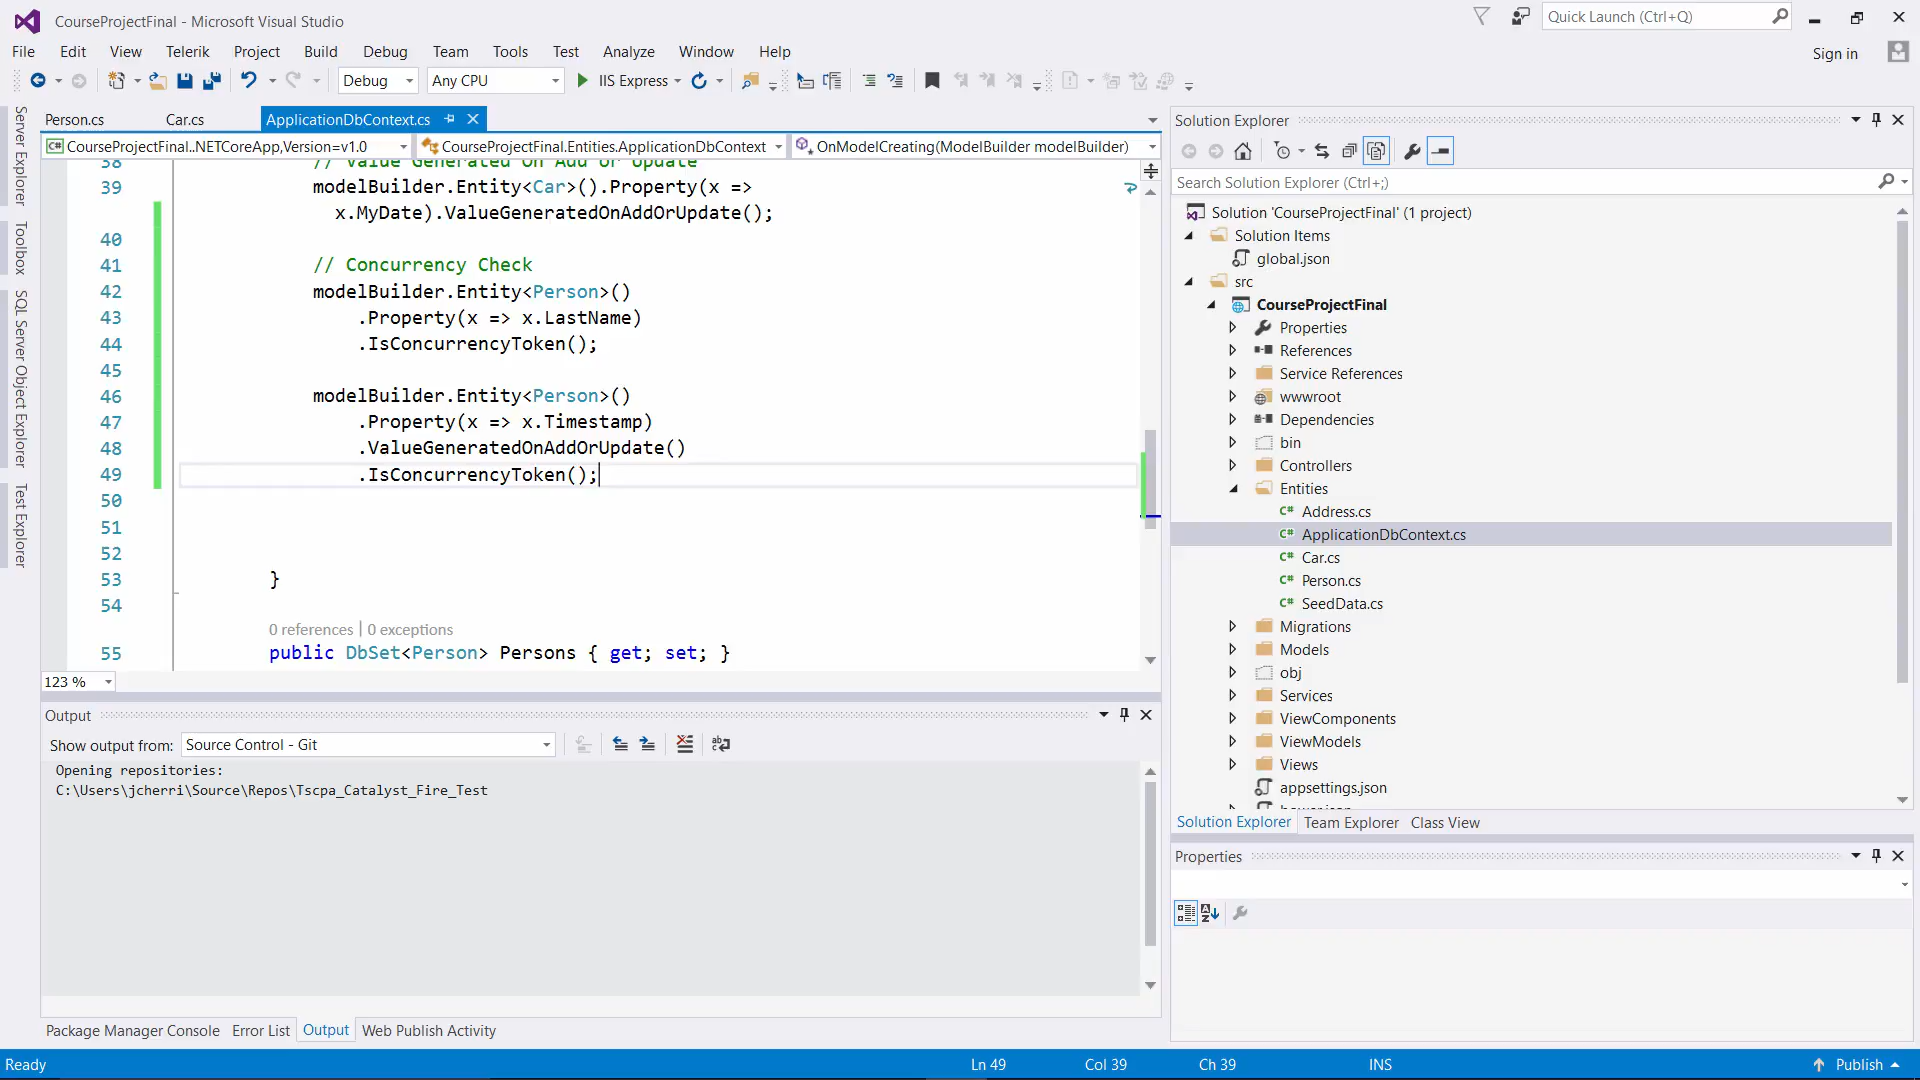 CourseProjectFinal - Microsoft Visual Studio
Quick Launch (Ctrl+Q)
File Edit View Telerik Project Build Debug Team Tools Test Analyze Window Help
Sign in
Debug Any CPU IIS Express
Server Explorer
Toolbox
SQL Server Object Explorer
Test Explorer
Person.cs Car.cs ApplicationDbContext.cs
CourseProjectFinal..NETCoreApp,Version=v1.0 CourseProjectFinal.Entities.ApplicationDbContext OnModelCreating(ModelBuilder modelBuilder)
38 // Value Generated On Add or Update
39 modelBuilder.Entity<Car>().Property(x =>
x.MyDate).ValueGeneratedOnAddOrUpdate();
40
41 // Concurrency Check
42 modelBuilder.Entity<Person>()
43 .Property(x => x.LastName)
44 .IsConcurrencyToken();
45
46 modelBuilder.Entity<Person>()
47 .Property(x => x.Timestamp)
48 .ValueGeneratedOnAddOrUpdate()
49 .IsConcurrencyToken();
50
51
52
53 }
54
0 references | 0 exceptions
55 public DbSet<Person> Persons { get; set; }
123 %
Output
Show output from: Source Control - Git
Opening repositories:
C:\Users\jcherri\Source\Repos\Tscpa_Catalyst_Fire_Test
Package Manager Console Error List Output Web Publish Activity
Solution Explorer
Search Solution Explorer (Ctrl+;)
Solution 'CourseProjectFinal' (1 project)
Solution Items
global.json
src
CourseProjectFinal
Properties
References
Service References
wwwroot
Dependencies
bin
Controllers
Entities
C# Address.cs
C# ApplicationDbContext.cs
C# Car.cs
C# Person.cs
C# SeedData.cs
Migrations
Models
obj
Services
ViewComponents
ViewModels
Views
appsettings.json
Solution Explorer Team Explorer Class View
Properties
Ready Ln 49 Col 39 Ch 39 INS Publish